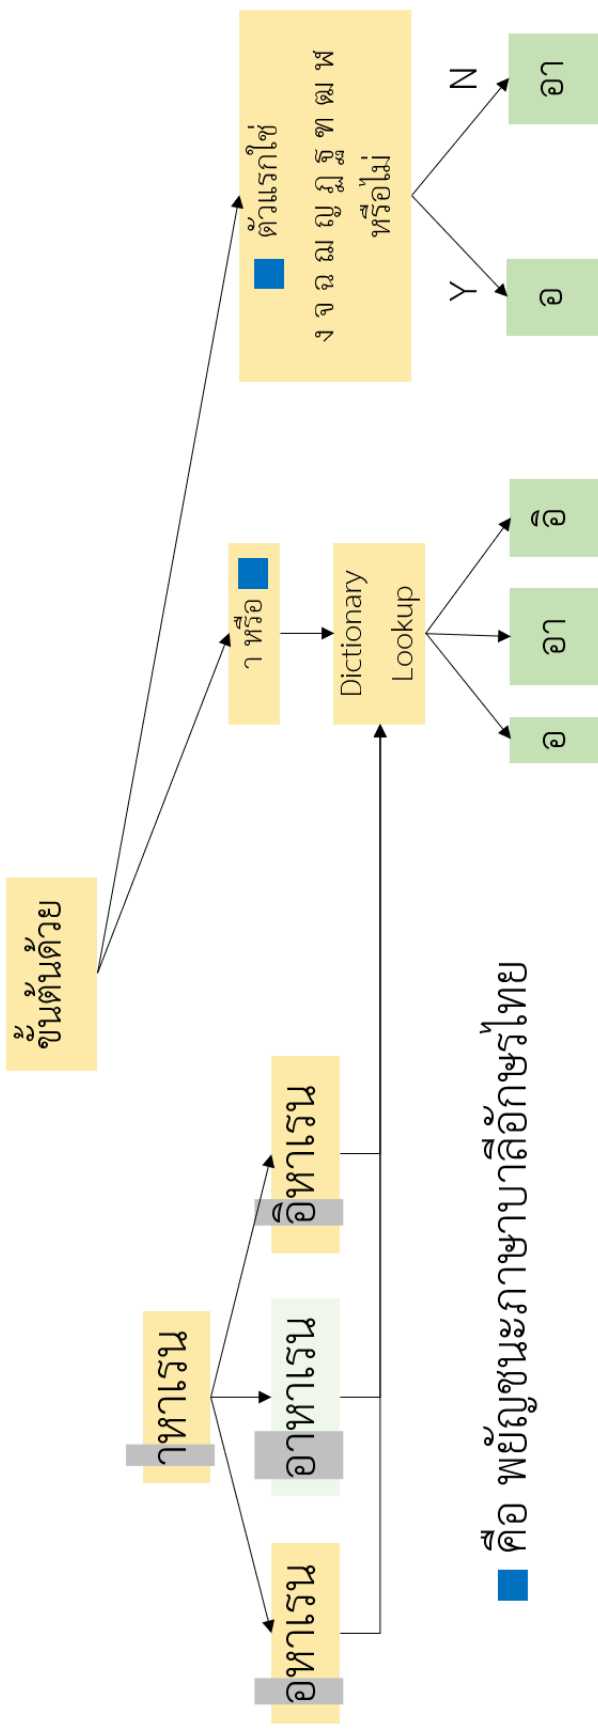 ขึ้นต้นด้วย
าหาเรน
อหาเรน
อาหาเรน
อิหาเรน
า หรือ
ตัวแรกใช่
ง จ ฉ ฌ ญ ฎ ฐ ฑ ฒ ฬ
หรือไม่
Dictionary
Lookup
Y
N
อ
อา
อิ
อ
อา
คือ พยัญชนะภาษาบาลีอักษรไทย